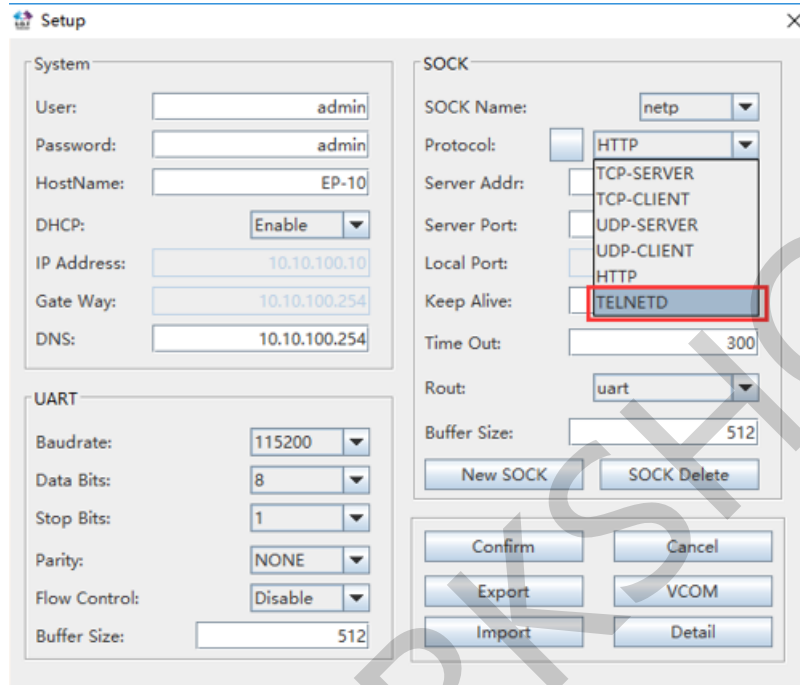 Setup
System
User: admin
Password: admin
HostName: EP-10
DHCP: Enable
IP Address: 10.10.100.10
Gate Way: 10.10.100.254
DNS: 10.10.100.254
UART
Baudrate: 115200
Data Bits: 8
Stop Bits: 1
Parity: NONE
Flow Control: Disable
Buffer Size: 512
SOCK
SOCK Name: netp
Protocol: HTTP
TCP-SERVER
Server Addr:
TCP-CLIENT
Server Port:
UDP-SERVER
UDP-CLIENT
Local Port:
HTTP
Keep Alive:
TELNETD
Time Out: 300
Rout: uart
Buffer Size: 512
New SOCK SOCK Delete
Confirm Cancel
Export VCOM
Import Detail